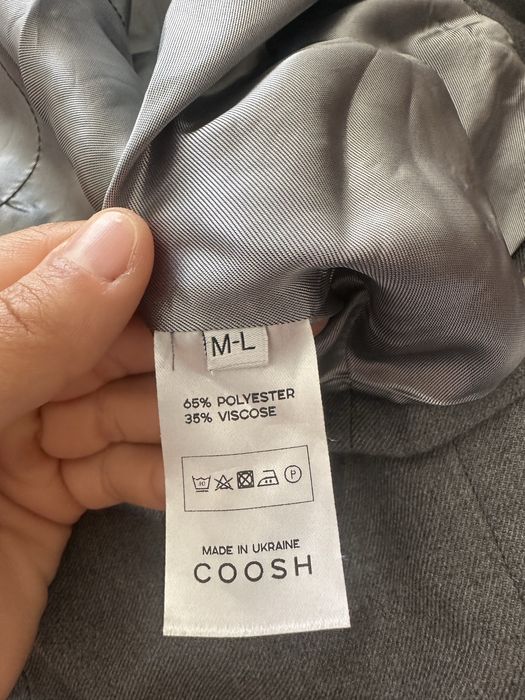 M-L
65% POLYESTER
35% VISCOSE
P
MADE IN UKRAINE
COOSH